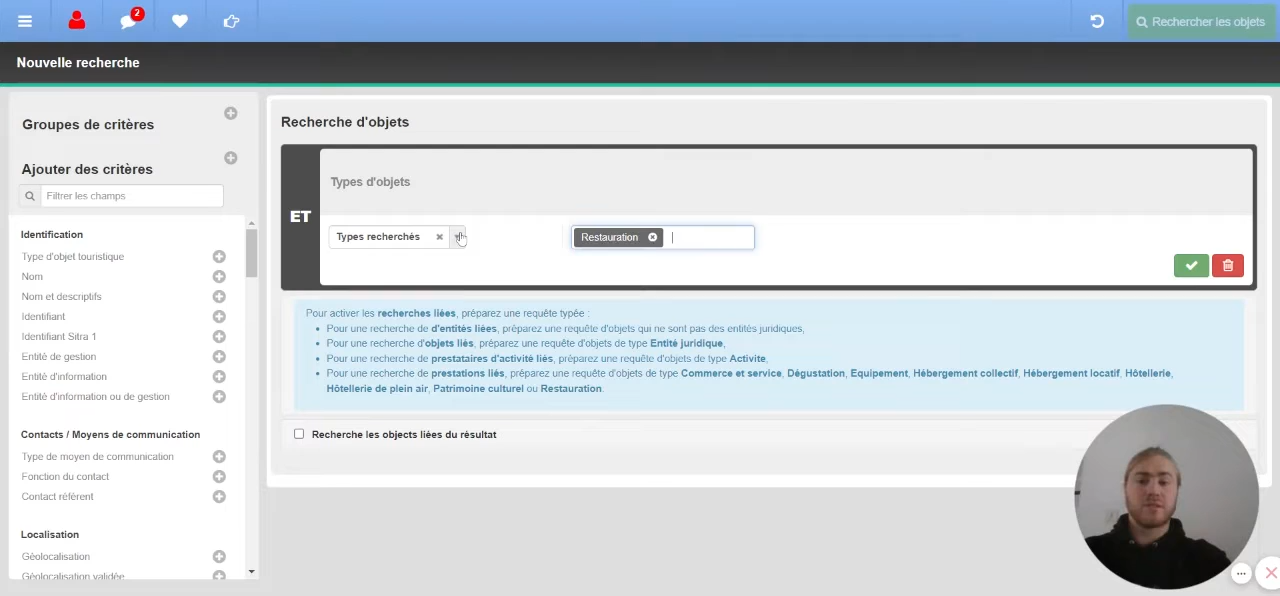 2
Rechercher les objets
Nouvelle recherche
Groupes de critères
Ajouter des critères
Filtrer les champs
Identification
Type d'objet touristique
Nom
Nom et descriptifs
Identifiant
Identifiant Sitra 1
Entité de gestion
Entité d'information
Entité d'information ou de gestion
Contacts / Moyens de communication
Type de moyen de communication
Fonction du contact
Contact référent
Localisation
Géolocalisation
Géolocalisation validée
Recherche d'objets
Types d'objets
ET
Types recherchés
Restauration
Pour activer les recherches liées, préparez une requête typée :
Pour une recherche de d'entités liées, préparez une requête d'objets qui ne sont pas des entités juridiques,
Pour une recherche d'objets liés, préparez une requête d'objets de type Entité juridique,
Pour une recherche de prestataires d'activité liés, préparez une requête d'objets de type Activite,
Pour une recherche de prestations liés, préparez une requête d'objets de type Commerce et service, Dégustation, Equipement, Hébergement collectif, Hébergement locatif, Hôtellerie,
Hôtellerie de plein air, Patrimoine culturel ou Restauration.
Recherche les objects liées du résultat